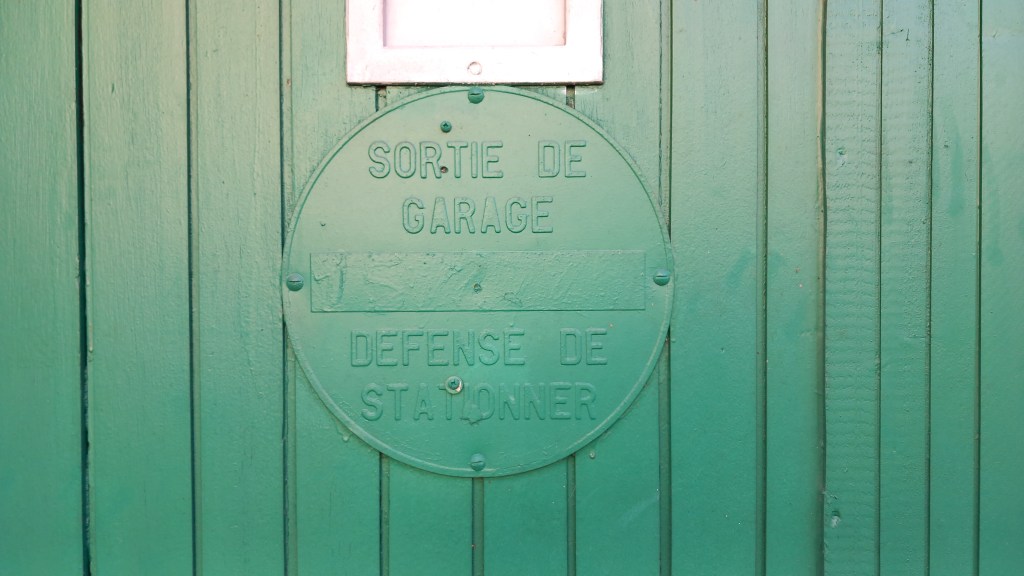 SORTIE DE
GARAGE
DEFENSE DE
STATIONNER